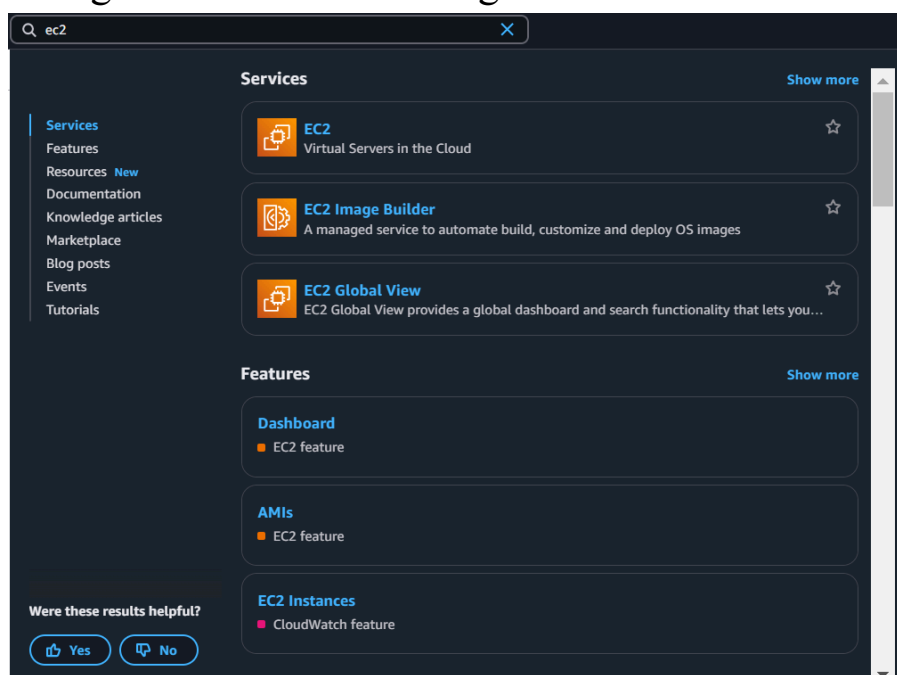 ec2
Services
Features
Resources New
Documentation
Knowledge articles
Marketplace
Blog posts
Events
Tutorials
Were these results helpful?
Yes
No
Services Show more
EC2
Virtual Servers in the Cloud
EC2 Image Builder
A managed service to automate build, customize and deploy OS images
EC2 Global View
EC2 Global View provides a global dashboard and search functionality that lets you...
Features Show more
Dashboard
EC2 feature
AMIs
EC2 feature
EC2 Instances
CloudWatch feature